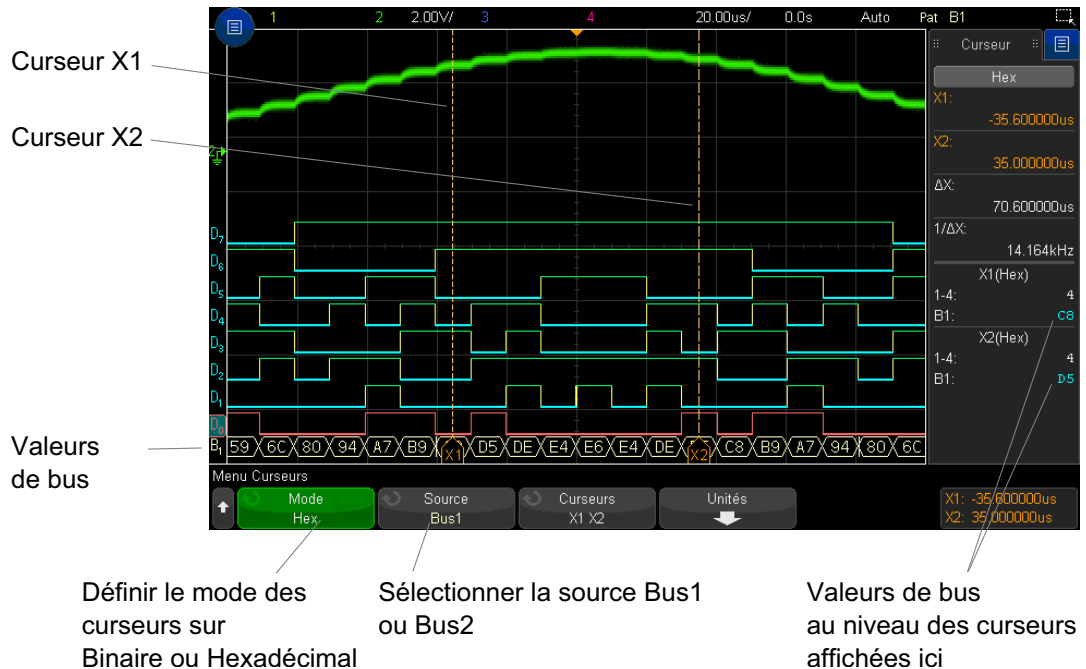 1 2 2.00V/ 3 4 20.00us/ 0.0s Auto Pat B1
Curseur X1
Curseur X2
Valeurs
de bus
2
D7
D6
D5
D4
D3
D2
D1
D0
B1 59 6C 80 94 A7 B9 X1 D5 DE E4 E6 E4 DE X2 C8 B9 A7 94 80 6C
Curseur
Hex
X1:
-35.600000us
X2:
35.000000us
ΔX:
70.600000us
1/ΔX:
14.164kHz
X1(Hex)
1-4: 4
B1: C8
X2(Hex)
1-4: 4
B1: D5
Menu Curseurs
Mode
Hex
Source
Bus1
Curseurs
X1 X2
Unités
X1: -35.600000us
X2: 35.000000us
Définir le mode des
curseurs sur
Binaire ou Hexadécimal
Sélectionner la source Bus1
ou Bus2
Valeurs de bus
au niveau des curseurs
affichées ici